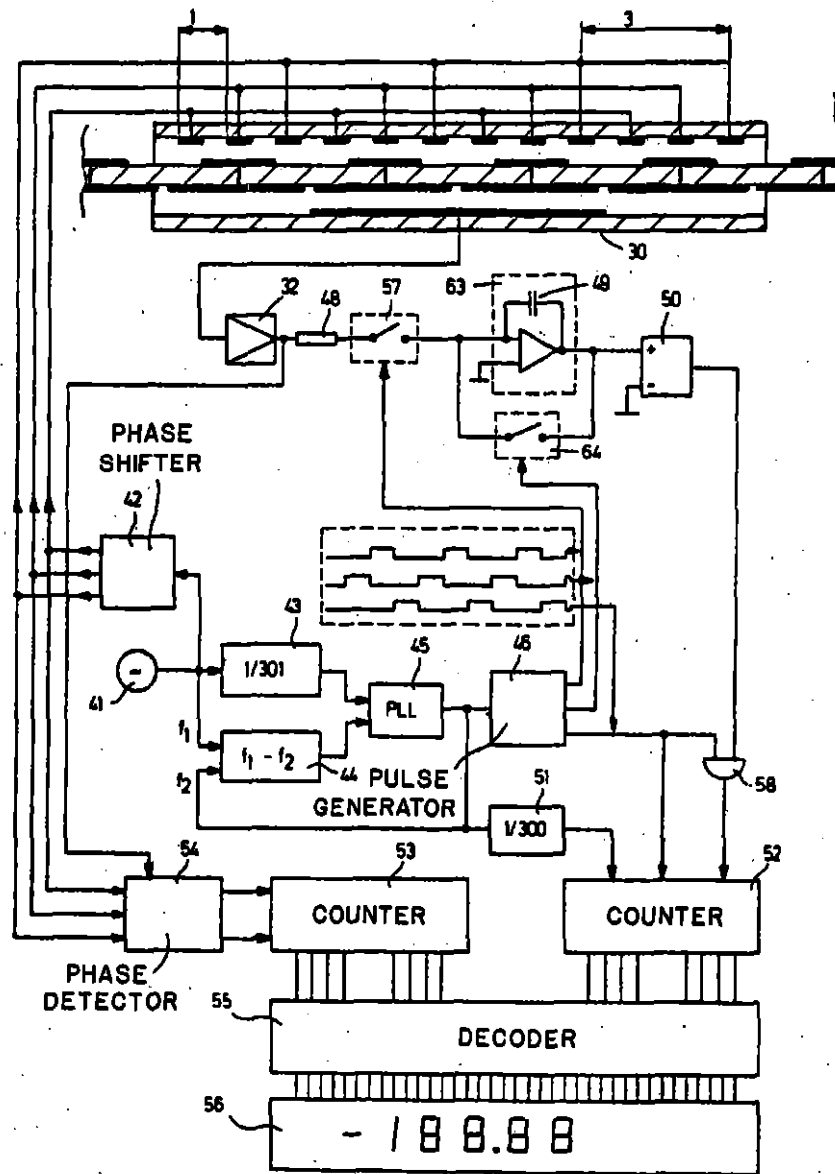 1
3
30
32
48
57
63
49
50
64
PHASE
SHIFTER
42
43
1/301
45
PLL
46
~
41
f1
f2
f1 - f2
44
PULSE
GENERATOR
51
1/300
58
54
53
COUNTER
52
COUNTER
PHASE
DETECTOR
55
DECODER
56
-188.88
+
-